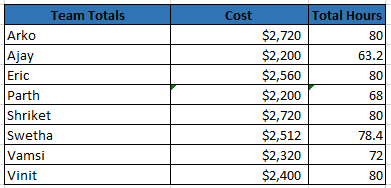 Team Totals Cost Total Hours
Arko $2,720 80
Ajay $2,200 63.2
Eric $2,560 80
Parth $2,200 68
Shriket $2,720 80
Swetha $2,512 78.4
Vamsi $2,320 72
Vinit $2,400 80